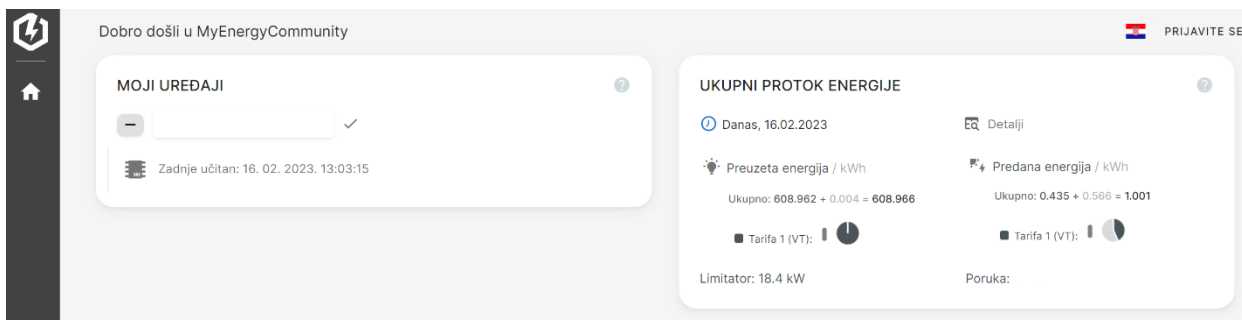 Dobro došli u MyEnergyCommunity
PRIJAVITE SE
MOJI UREĐAJI
Zadnje učitan: 16. 02. 2023. 13:03:15
UKUPNI PROTOK ENERGIJE
Danas, 16.02.2023
Detalji
Preuzeta energija / kWh
Ukupno: 608.962 + 0.004 = 608.966
Tarifa 1 (VT):
Predana energija / kWh
Ukupno: 0.435 + 0.566 = 1.001
Tarifa 1 (VT):
Limitator: 18.4 kW
Poruka: